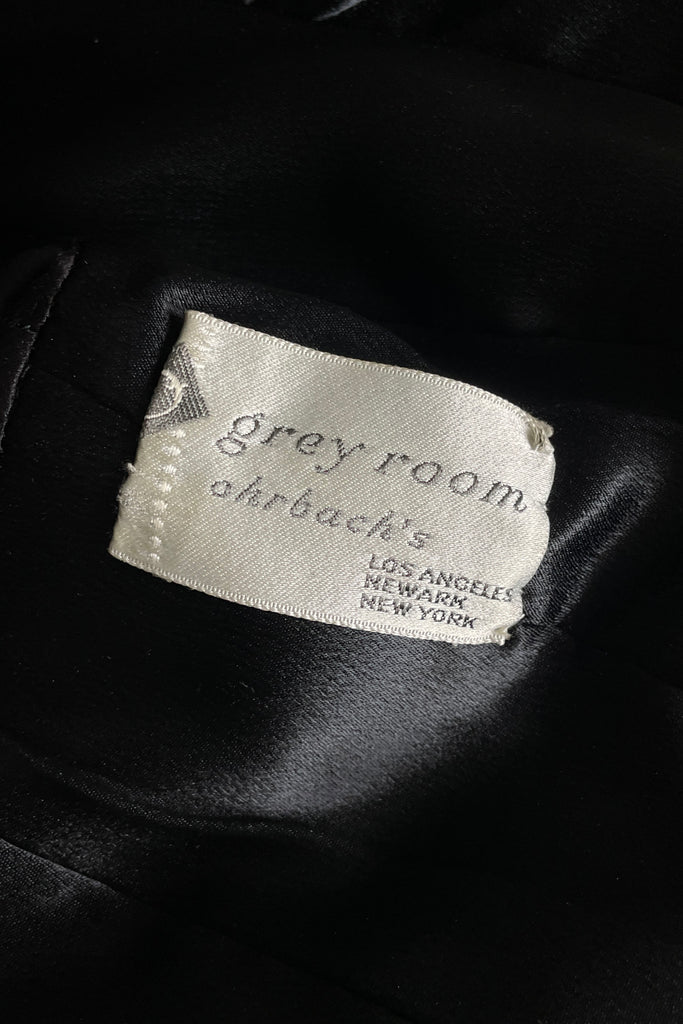 grey room
ohrbach's
LOS ANGELES
NEWARK
NEW YORK